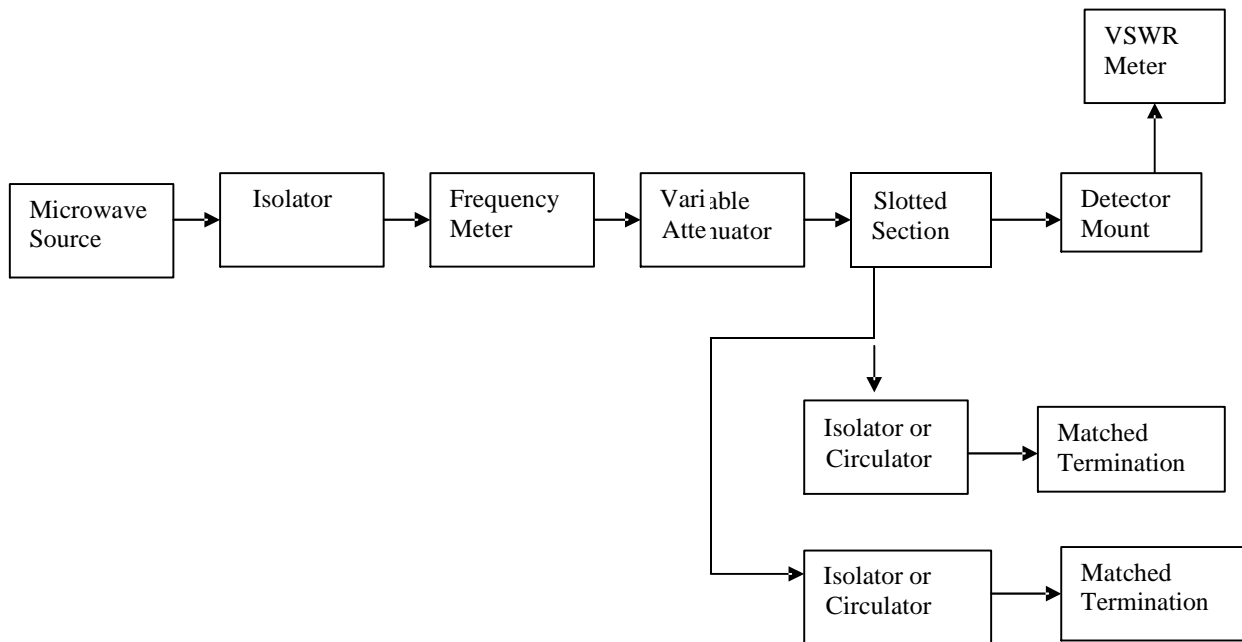 VSWR
Meter
Microwave
Source
Isolator
Frequency
Meter
Variable
Attenuator
Slotted
Section
Detector
Mount
Isolator or
Circulator
Matched
Termination
Isolator or
Circulator
Matched
Termination